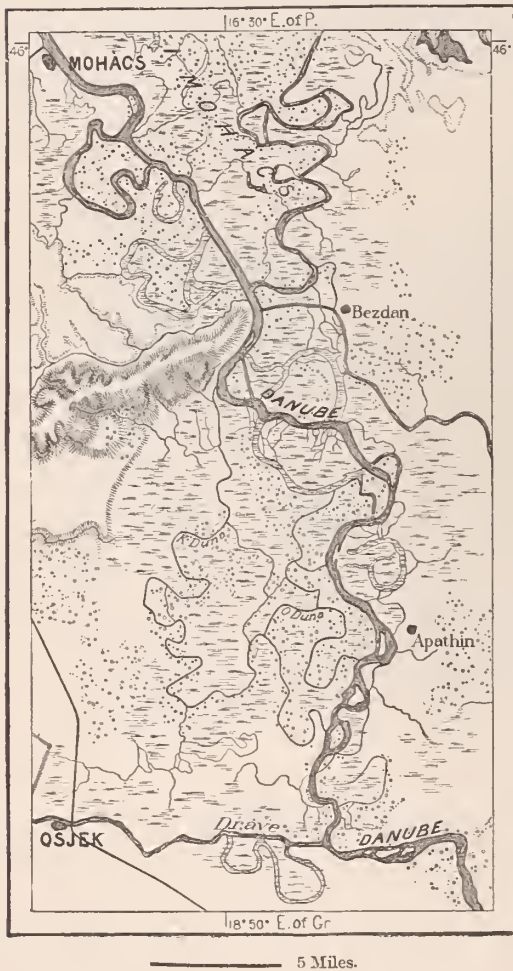 16° 30' E. of P.
46°
46°
MOHACS
I. MOHACS
Bezdan
DANUBE
K. Duna
O Duna
Apathin
OSJEK
Drave
DANUBE
18° 50' E. of Gr
5 Miles.